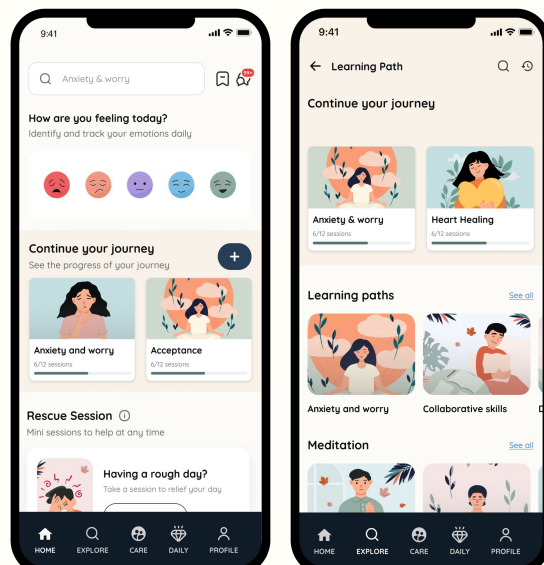 9:41
Anxiety & worry
99+
How are you feeling today?
Identify and track your emotions daily
Continue your journey
See the progress of your journey
+
Anxiety and worry
6/12 sessions
Acceptance
6/12 sessions
Rescue Session
Mini sessions to help at any time
Having a rough day?
Take a session to relief your day
HOME
EXPLORE
CARE
DAILY
PROFILE
9:41
Learning Path
Continue your journey
Anxiety & worry
6/12 sessions
Heart Healing
6/12 sessions
Learning paths
See all
Anxiety and worry
Collaborative skills
D
Meditation
See all
HOME
EXPLORE
CARE
DAILY
PROFILE